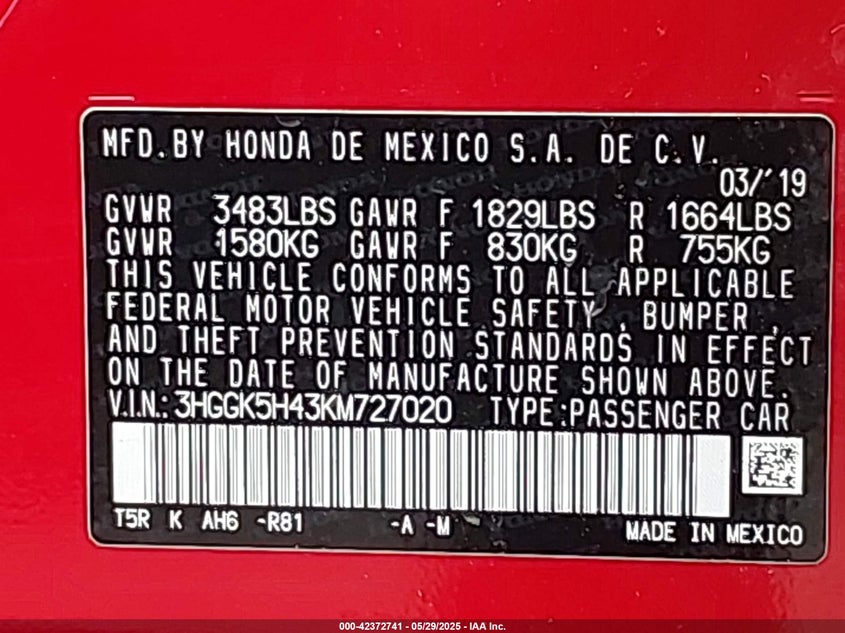 MFD.BY HONDA DE MEXICO S.A. DE C.V.
03/'19
GVWR 3483LBS GAWR F 1829LBS R 1664LBS
GVWR 1580KG GAWR F 830KG R 755KG
THIS VEHICLE CONFORMS TO ALL APPLICABLE
FEDERAL MOTOR VEHICLE SAFETY , BUMPER ,
AND THEFT PREVENTION STANDARDS IN EFFECT
ON THE DATE OF MANUFACTURE SHOWN ABOVE.
V.I.N.: 3HGGK5H43KM727020 TYPE:PASSENGER CAR
T5R K AH6 -R81 -A -M MADE IN MEXICO
000-42372741 - 05/29/2025 - IAA Inc.